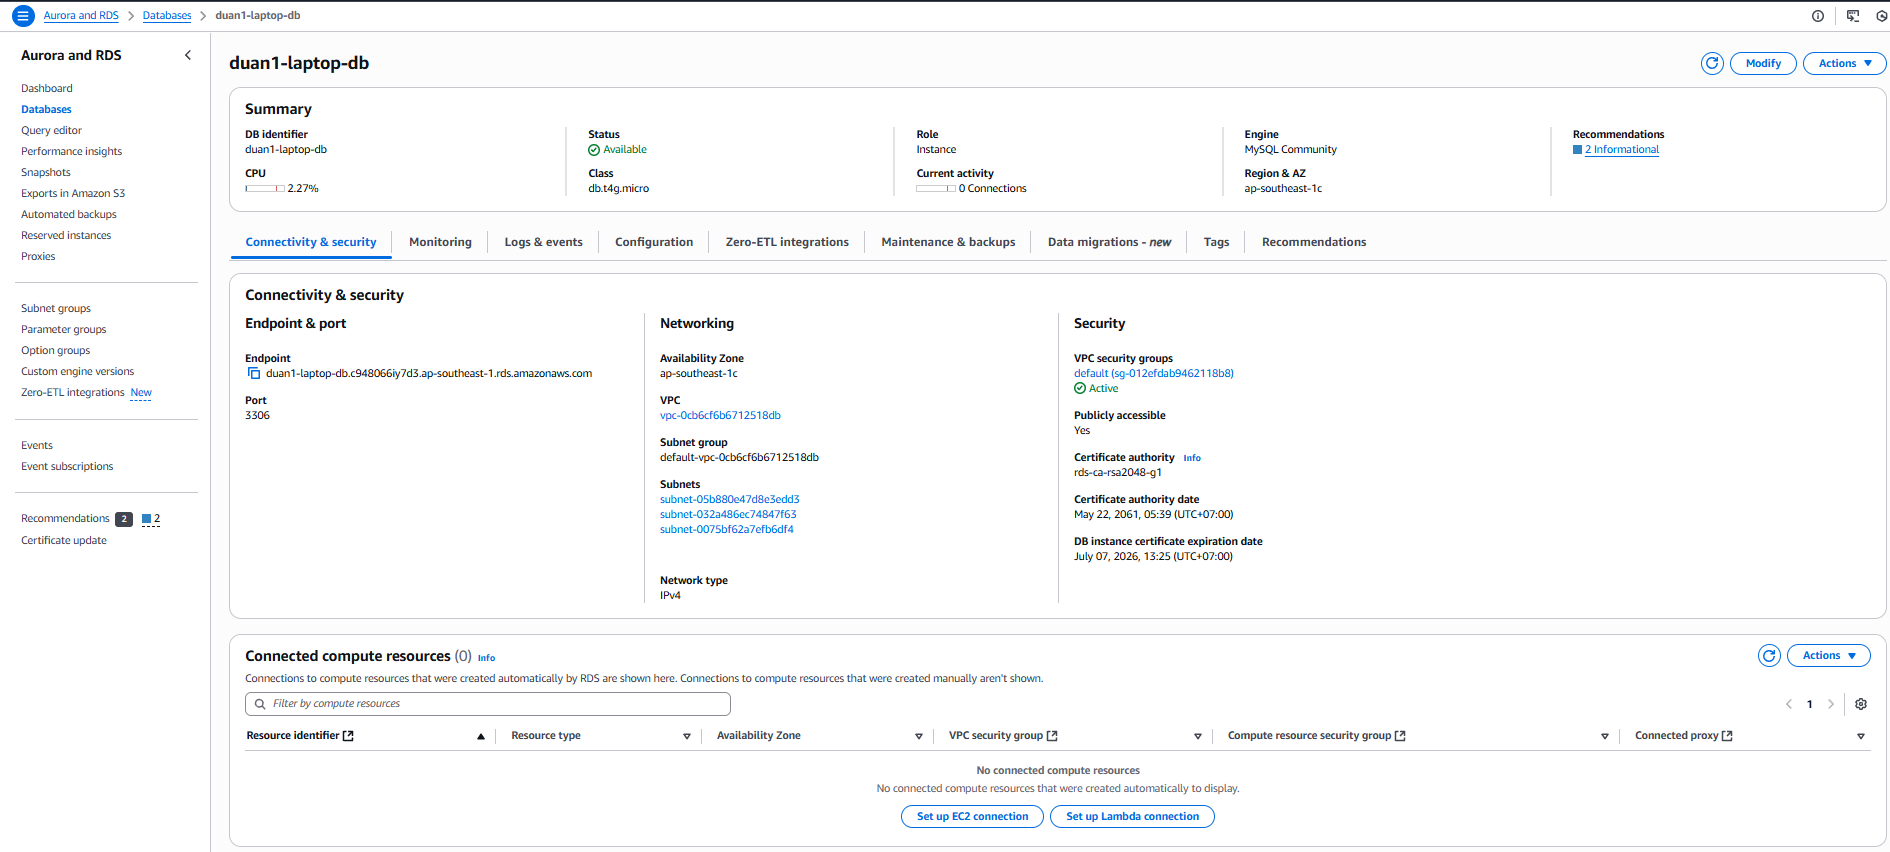 Aurora and RDS > Databases > duan1-laptop-db
Aurora and RDS
Dashboard
Databases
Query editor
Performance insights
Snapshots
Exports in Amazon S3
Automated backups
Reserved instances
Proxies
Subnet groups
Parameter groups
Option groups
Custom engine versions
Zero-ETL integrations New
Events
Event subscriptions
Recommendations 2 2
Certificate update
duan1-laptop-db
Modify
Actions
Summary
DB identifier
duan1-laptop-db
CPU
2.27%
Status
Available
Class
db.t4g.micro
Role
Instance
Current activity
0 Connections
Engine
MySQL Community
Region & AZ
ap-southeast-1c
Recommendations
2 Informational
Connectivity & security
Monitoring
Logs & events
Configuration
Zero-ETL integrations
Maintenance & backups
Data migrations - new
Tags
Recommendations
Connectivity & security
Endpoint & port
Endpoint
duan1-laptop-db.c948066iy7d3.ap-southeast-1.rds.amazonaws.com
Port
3306
Networking
Availability Zone
ap-southeast-1c
VPC
vpc-0cb6cf6b6712518db
Subnet group
default-vpc-0cb6cf6b6712518db
Subnets
subnet-05b880e47d8e3edd3
subnet-032a486ec74847f63
subnet-0075bf62a7efb6df4
Network type
IPv4
Security
VPC security groups
default (sg-012efdab9462118b8)
Active
Publicly accessible
Yes
Certificate authority Info
rds-ca-rsa2048-g1
Certificate authority date
May 22, 2061, 05:39 (UTC+07:00)
DB instance certificate expiration date
July 07, 2026, 13:25 (UTC+07:00)
Connected compute resources (0) Info
Actions
Connections to compute resources that were created automatically by RDS are shown here. Connections to compute resources that were created manually aren't shown.
Filter by compute resources
1
Resource identifier
Resource type
Availability Zone
VPC security group
Compute resource security group
Connected proxy
No connected compute resources
No connected compute resources that were created automatically to display.
Set up EC2 connection
Set up Lambda connection